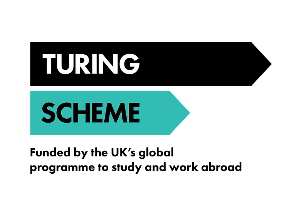 TURING
SCHEME
Funded by the UK's global
programme to study and work abroad